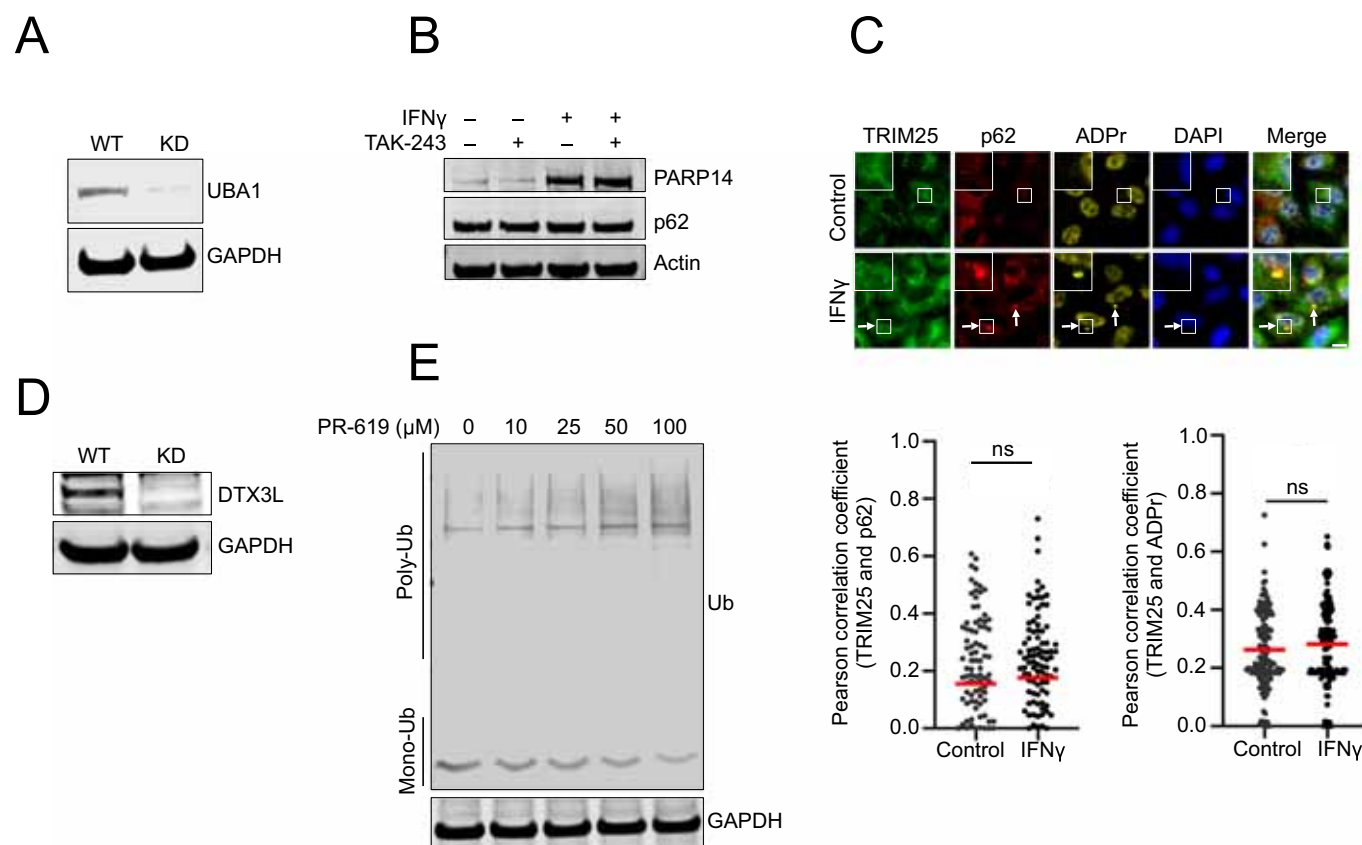 A
WT KD
UBA1
GAPDH
B
IFNγ – – + +
TAK-243 – + – +
PARP14
p62
Actin
C
TRIM25 p62 ADPr DAPI Merge
Control
IFNγ
D
WT KD
DTX3L
GAPDH
E
PR-619 (μM) 0 10 25 50 100
Poly-Ub
Mono-Ub
Ub
GAPDH
Pearson correlation coefficient
(TRIM25 and p62)
1.0
0.8
0.6
0.4
0.2
0.0
ns
Control IFNγ
Pearson correlation coefficient
(TRIM25 and ADPr)
1.0
0.8
0.6
0.4
0.2
0.0
ns
Control IFNγ